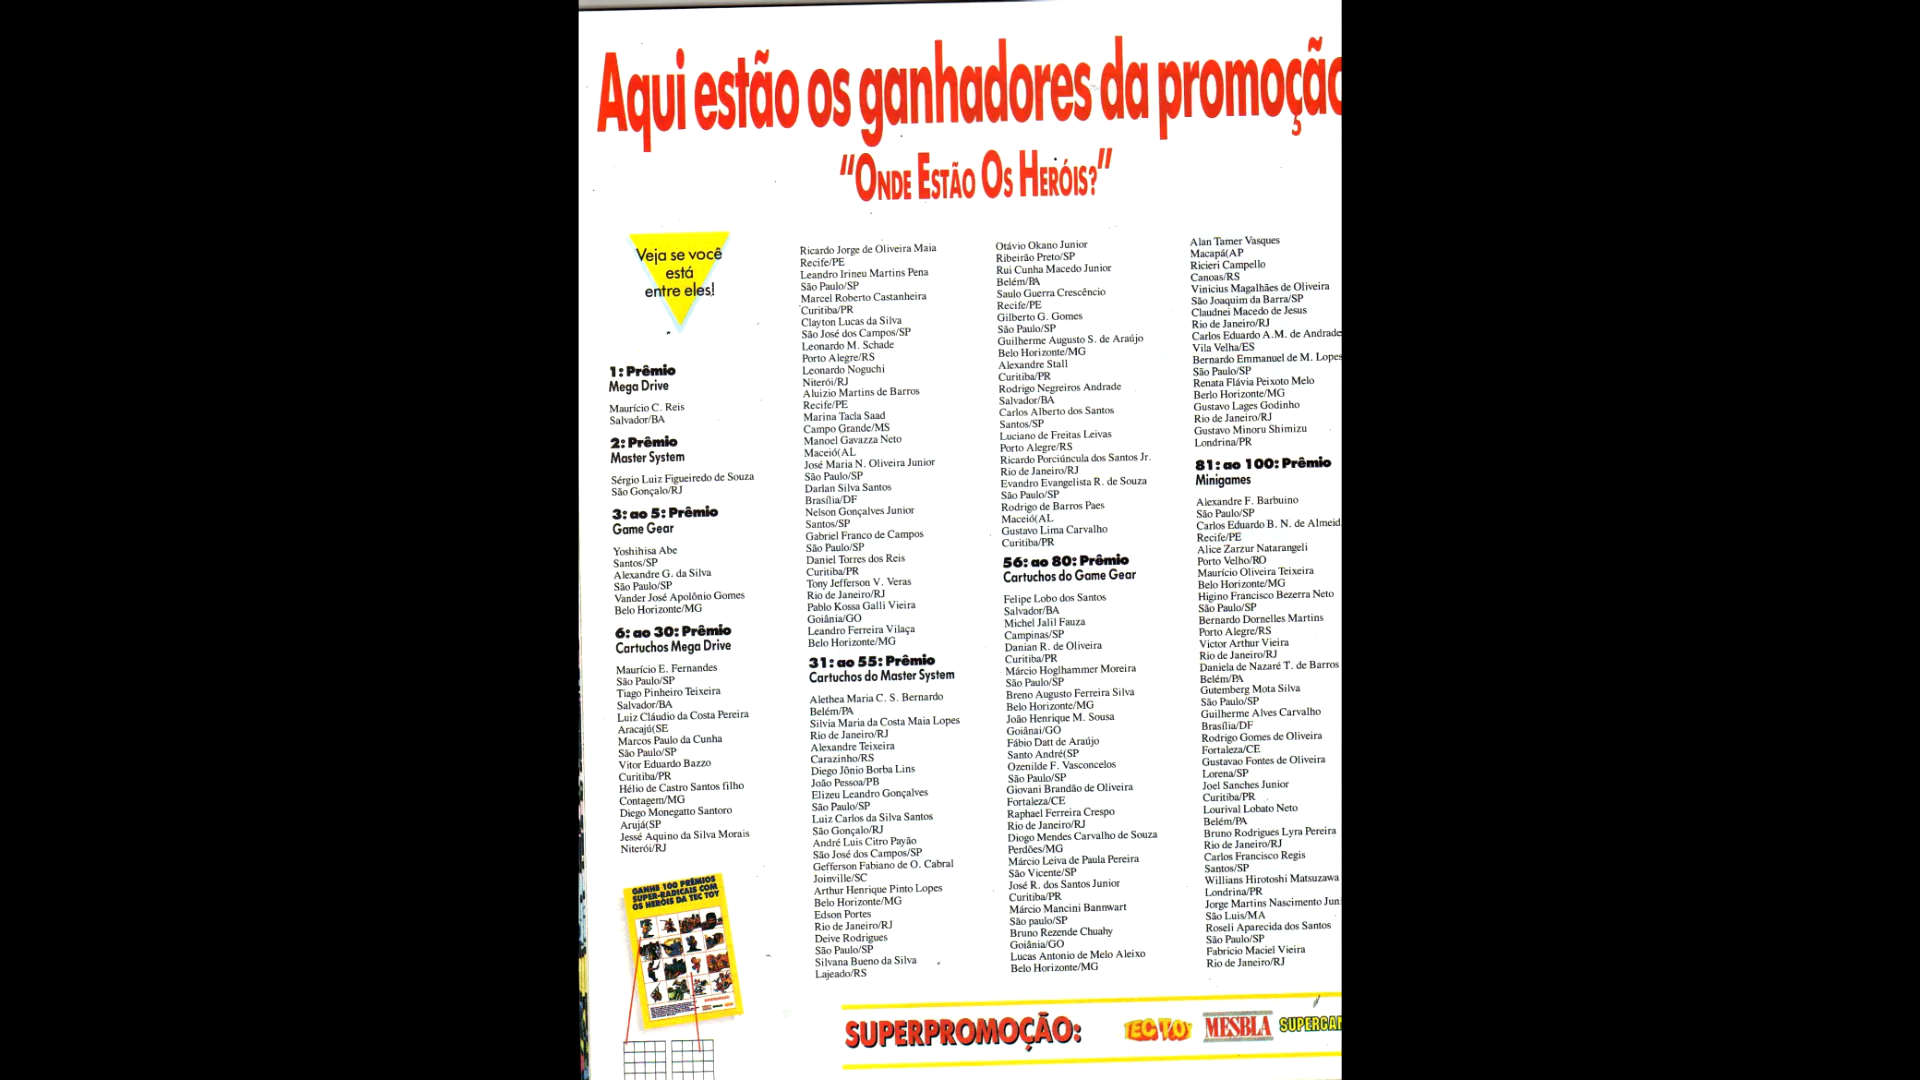 Aqui estão os ganhadores da promoção
"ONDE ESTÃO OS HERÓIS?"
Veja se você
está
entre eles!
1: Prêmio
Mega Drive
Maurício C. Reis
Salvador/BA
2: Prêmio
Master System
Sérgio Luiz Figueiredo de Souza
São Gonçalo/RJ
3: ao 5: Prêmio
Game Gear
Yoshihisa Abe
Santos/SP
Alexandre G. da Silva
São Paulo/SP
Vander José Apolônio Gomes
Belo Horizonte/MG
6: ao 30: Prêmio
Cartuchos Mega Drive
Maurício E. Fernandes
São Paulo/SP
Tiago Pinheiro Teixeira
Salvador/BA
Luiz Cláudio da Costa Pereira
Aracajú(SE
Marcos Paulo da Cunha
São Paulo/SP
Vitor Eduardo Bazzo
Curitiba/PR
Hélio de Castro Santos filho
Contagem/MG
Diego Monegatto Santoro
Arujá(SP
Jessé Aquino da Silva Morais
Niterói/RJ
GANHE 100 PRÊMIOS
SUPER-RADICAIS COM
OS HERÓIS DA TEC TOY
Ricardo Jorge de Oliveira Maia
Recife/PE
Leandro Irineu Martins Pena
São Paulo/SP
Marcel Roberto Castanheira
Curitiba/PR
Clayton Lucas da Silva
São José dos Campos/SP
Leonardo M. Schade
Porto Alegre/RS
Leonardo Noguchi
Niterói/RJ
Aluizio Martins de Barros
Recife/PE
Marina Tacla Saad
Campo Grande/MS
Manoel Gavazza Neto
Maceió(AL
José Maria N. Oliveira Junior
São Paulo/SP
Darlan Silva Santos
Brasília/DF
Nelson Gonçalves Junior
Santos/SP
Gabriel Franco de Campos
São Paulo/SP
Daniel Torres dos Reis
Curitiba/PR
Tony Jefferson V. Veras
Rio de Janeiro/RJ
Pablo Kossa Galli Vieira
Goiânia/GO
Leandro Ferreira Vilaça
Belo Horizonte/MG
31: ao 55: Prêmio
Cartuchos do Master System
Alethea Maria C. S. Bernardo
Belém/PA
Silvia Maria da Costa Maia Lopes
Rio de Janeiro/RJ
Alexandre Teixeira
Carazinho/RS
Diego Jônio Borba Lins
João Pessoa/PB
Elizeu Leandro Gonçalves
São Paulo/SP
Luiz Carlos da Silva Santos
São Gonçalo/RJ
André Luis Citro Payão
São José dos Campos/SP
Gefferson Fabiano de O. Cabral
Joinville/SC
Arthur Henrique Pinto Lopes
Belo Horizonte/MG
Edson Portes
Rio de Janeiro/RJ
Deive Rodrigues
São Paulo/SP
Silvana Bueno da Silva
Lajeado/RS
Otávio Okano Junior
Ribeirão Preto/SP
Rui Cunha Macedo Junior
Belém/PA
Saulo Guerra Crescêncio
Recife/PE
Gilberto G. Gomes
São Paulo/SP
Guilherme Augusto S. de Araújo
Belo Horizonte/MG
Alexandre Stall
Curitiba/PR
Rodrigo Negreiros Andrade
Salvador/BA
Carlos Alberto dos Santos
Santos/SP
Luciano de Freitas Leivas
Porto Alegre/RS
Ricardo Porciúncula dos Santos Jr.
Rio de Janeiro/RJ
Evandro Evangelista R. de Souza
São Paulo/SP
Rodrigo de Barros Paes
Maceió(AL
Gustavo Lima Carvalho
Curitiba/PR
56: ao 80: Prêmio
Cartuchos do Game Gear
Felipe Lobo dos Santos
Salvador/BA
Michel Jalil Fauza
Campinas/SP
Danian R. de Oliveira
Curitiba/PR
Márcio Hoglhammer Moreira
São Paulo/SP
Breno Augusto Ferreira Silva
Belo Horizonte/MG
João Henrique M. Sousa
Goiânai/GO
Fábio Datt de Araújo
Santo André(SP
Ozenilde F. Vasconcelos
São Paulo/SP
Giovani Brandão de Oliveira
Fortaleza/CE
Raphael Ferreira Crespo
Rio de Janeiro/RJ
Diogo Mendes Carvalho de Souza
Perdões/MG
Márcio Leiva de Paula Pereira
São Vicente/SP
José R. dos Santos Junior
Curitiba/PR
Márcio Mancini Bannwart
São paulo/SP
Bruno Rezende Chuahy
Goiânia/GO
Lucas Antonio de Melo Aleixo
Belo Horizonte/MG
Alan Tamer Vasques
Macapá(AP
Ricieri Campello
Canoas/RS
Vinicius Magalhães de Oliveira
São Joaquim da Barra/SP
Claudnei Macedo de Jesus
Rio de Janeiro/RJ
Carlos Eduardo A.M. de Andrade
Vila Velha/ES
Bernardo Emmanuel de M. Lopes
São Paulo/SP
Renata Flávia Peixoto Melo
Berlo Horizonte/MG
Gustavo Lages Godinho
Rio de Janeiro/RJ
Gustavo Minoru Shimizu
Londrina/PR
81: ao 100: Prêmio
Minigames
Alexandre F. Barbuino
São Paulo/SP
Carlos Eduardo B. N. de Almeid
Recife/PE
Alice Zarzur Natarangeli
Porto Velho/RO
Maurício Oliveira Teixeira
Belo Horizonte/MG
Higino Francisco Bezerra Neto
São Paulo/SP
Bernardo Dornelles Martins
Porto Alegre/RS
Victor Arthur Vieira
Rio de Janeiro/RJ
Daniela de Nazaré T. de Barros
Belém/PA
Gutemberg Mota Silva
São Paulo/SP
Guilherme Alves Carvalho
Brasília/DF
Rodrigo Gomes de Oliveira
Fortaleza/CE
Gustavao Fontes de Oliveira
Lorena/SP
Joel Sanches Junior
Curitiba/PR
Lourival Lobato Neto
Belém/PA
Bruno Rodrigues Lyra Pereira
Rio de Janeiro/RJ
Carlos Francisco Regis
Santos/SP
Willians Hirotoshi Matsuzawa
Londrina/PR
Jorge Martins Nascimento Jun
São Luis/MA
Roseli Aparecida dos Santos
São Paulo/SP
Fabricio Maciel Vieira
Rio de Janeiro/RJ
SUPERPROMOÇÃO: TEC TOY MESBLA SUPERGAM